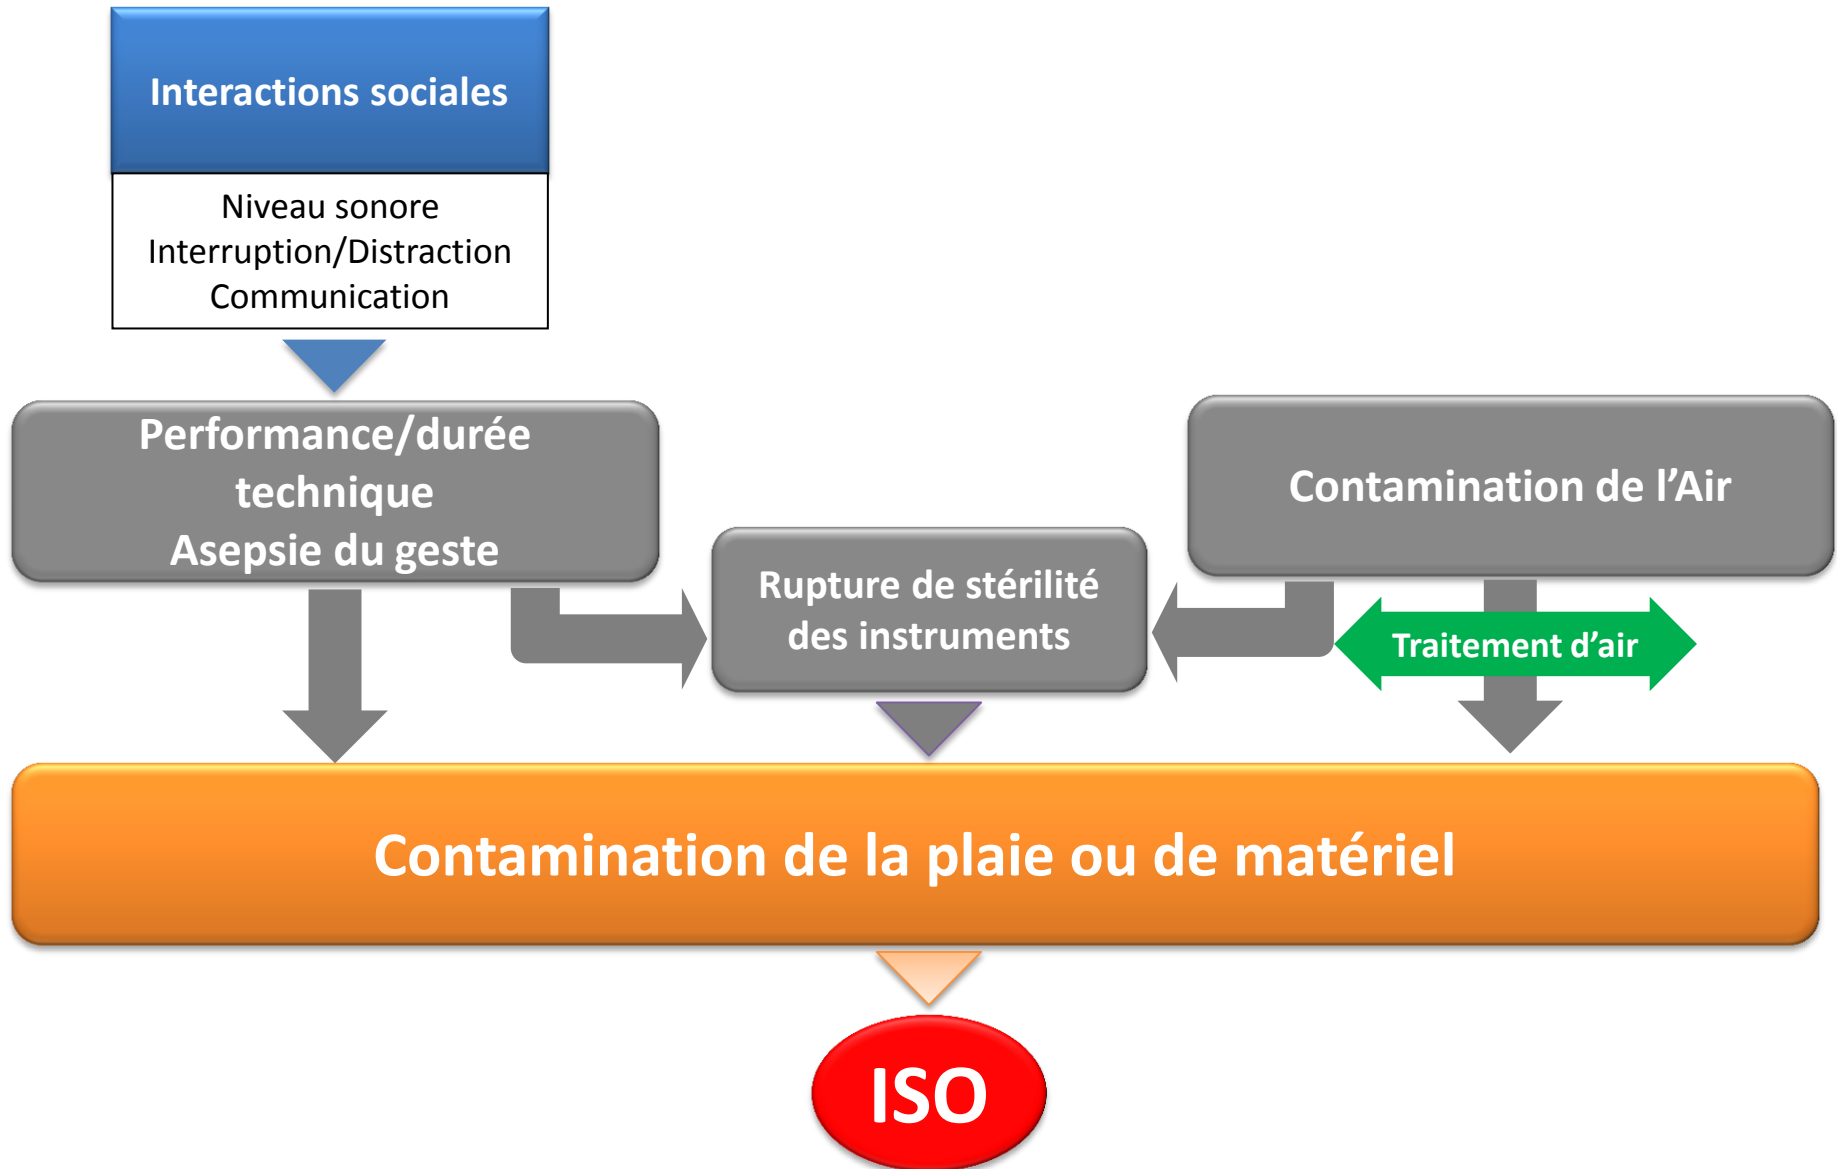 Interactions sociales
Niveau sonore
Interruption/Distraction
Communication
Performance/durée
technique
Asepsie du geste
Contamination de l’Air
Rupture de stérilité
des instruments
Traitement d’air
Contamination de la plaie ou de matériel
ISO